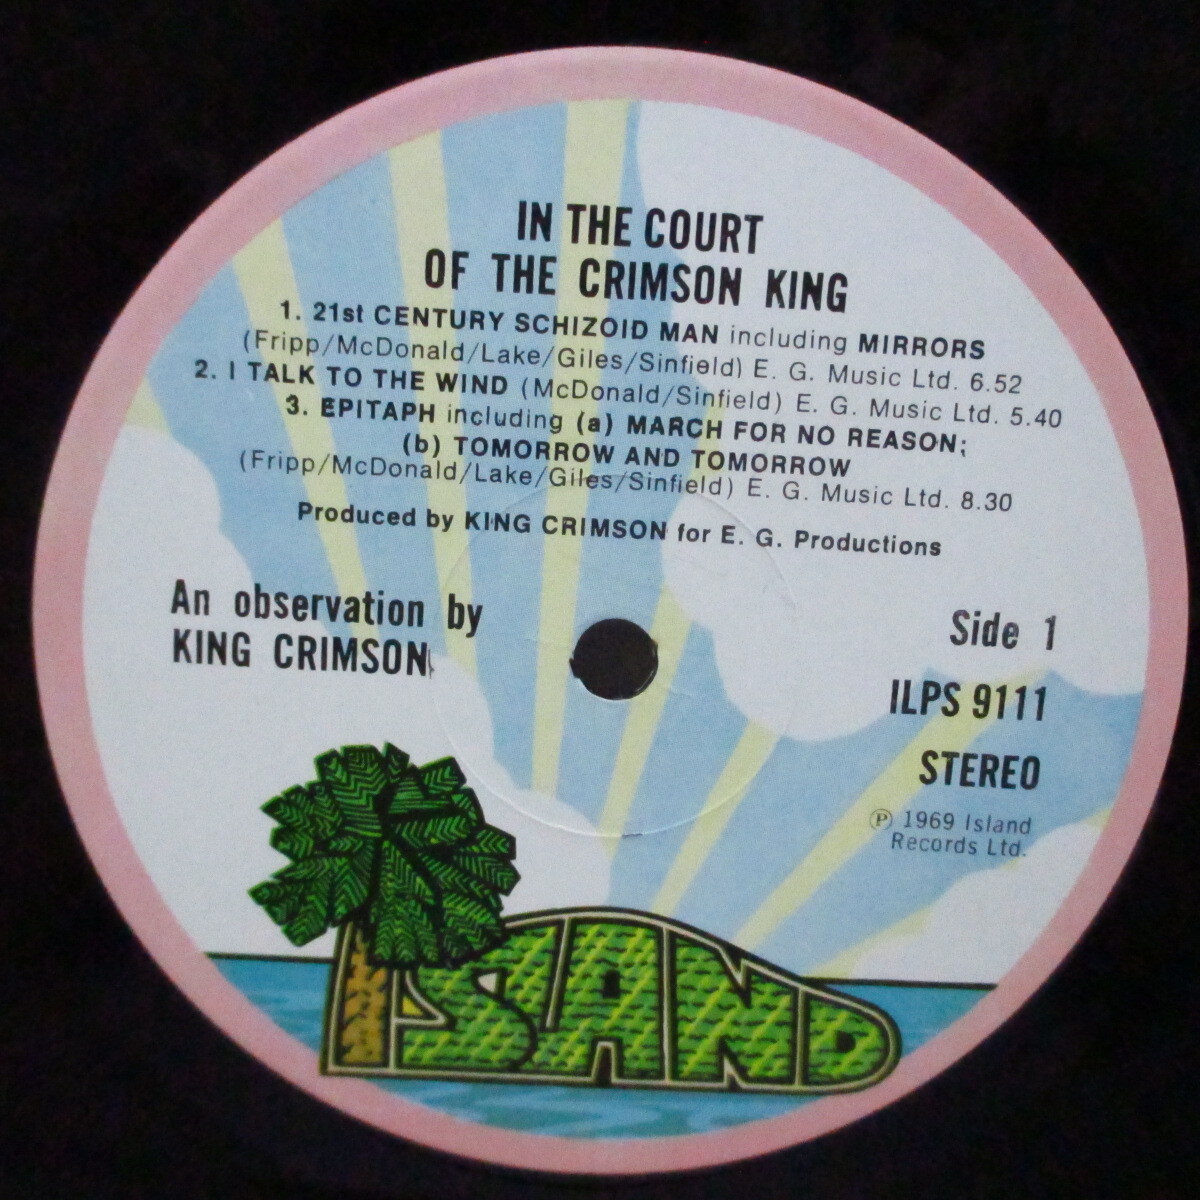 IN THE COURT
OF THE CRIMSON KING
1. 21st CENTURY SCHIZOID MAN including MIRRORS
(Fripp/McDonald/Lake/Giles/Sinfield) E. G. Music Ltd. 6.52
2. I TALK TO THE WIND (McDonald/Sinfield) E. G. Music Ltd. 5.40
3. EPITAPH including (a) MARCH FOR NO REASON;
(b) TOMORROW AND TOMORROW
(Fripp/McDonald/Lake/Giles/Sinfield) E. G. Music Ltd. 8.30
Produced by KING CRIMSON for E. G. Productions
An observation by
KING CRIMSON
Side 1
ILPS 9111
STEREO
℗ 1969 Island
Records Ltd.
ISLAND